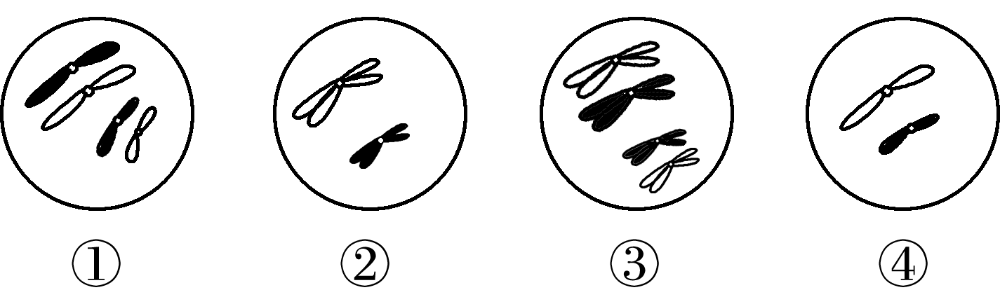 ① ② ③ ④